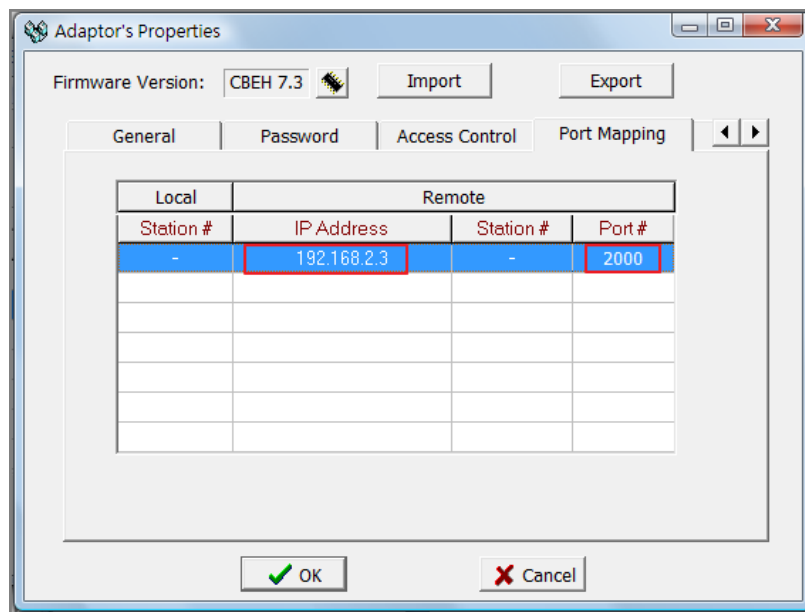 Adaptor's Properties
Firmware Version: CBEH 7.3 Import Export
General Password Access Control Port Mapping
Local Remote
Station # IP Address Station # Port #
- 192.168.2.3 - 2000
OK Cancel